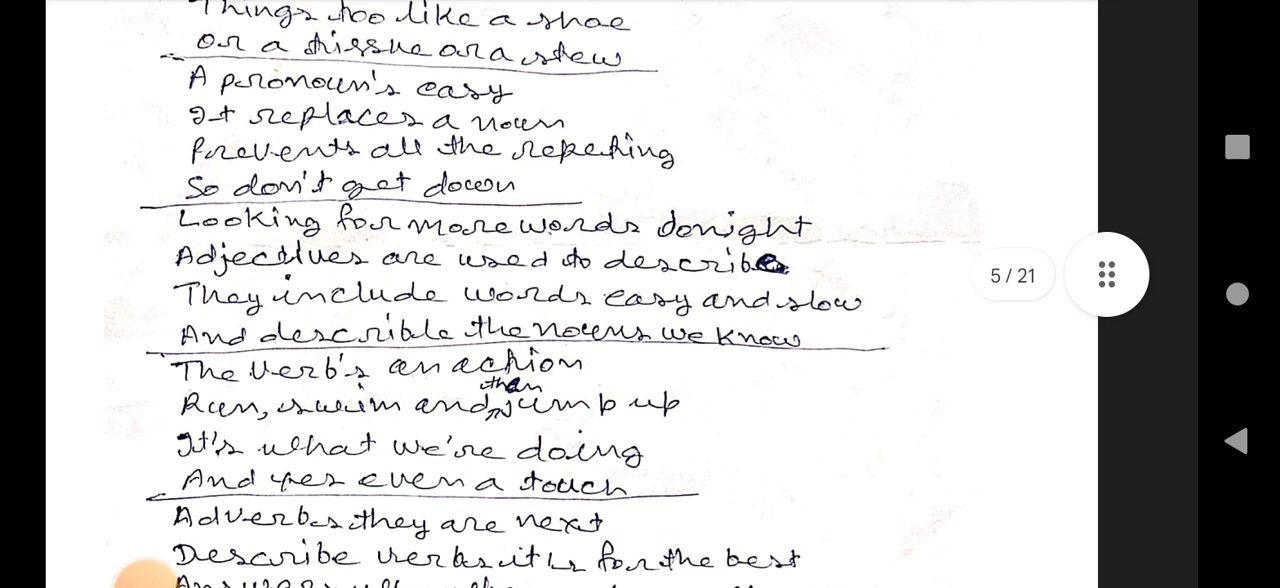 Things too like a shoe
Or a tissue or a stew
A pronoun's easy
It replaces a noun
Prevents all the repeating
So don't get down
Looking for more words tonight
Adjectives are used to describe
They include words easy and slow
And describle the nouns we know
The verb's an action
Run, swim and then jump up
It's what we're doing
And yes even a touch
Adverbs they are next
Describe verbs it is for the best
5 / 21